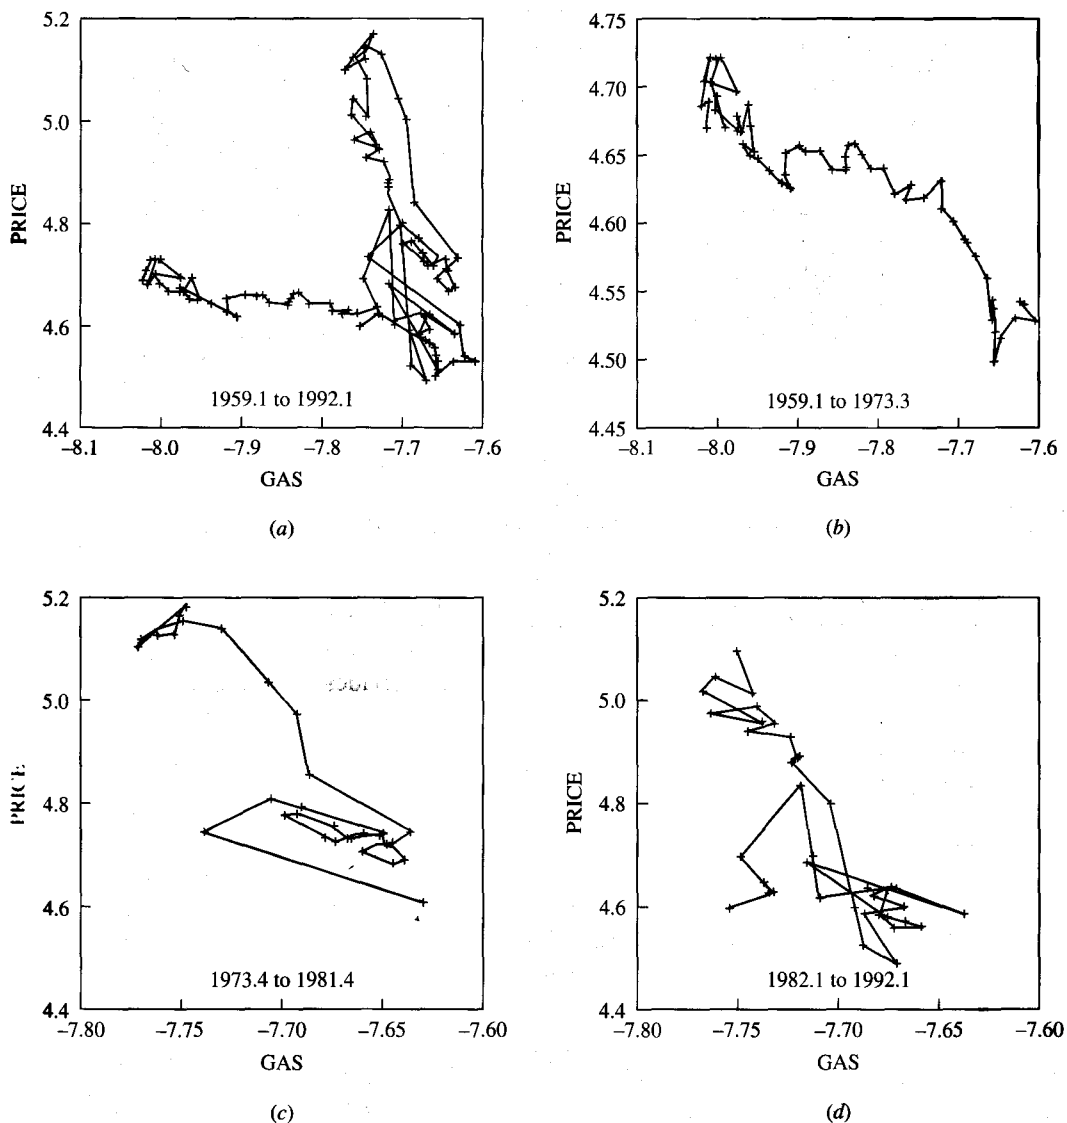 5.2
5.0
4.8
4.6
4.4
PRICE
–8.1 –8.0 –7.9 –7.8 –7.7 –7.6
GAS
1959.1 to 1992.1
(a)
4.75
4.70
4.65
4.60
4.55
4.50
4.45
PRICE
–8.1 –8.0 –7.9 –7.8 –7.7 –7.6
GAS
1959.1 to 1973.3
(b)
5.2
5.0
4.8
4.6
4.4
PRICE
–7.80 –7.75 –7.70 –7.65 –7.60
GAS
1973.4 to 1981.4
(c)
5.2
5.0
4.8
4.6
4.4
PRICE
–7.80 –7.75 –7.70 –7.65 –7.60
GAS
1982.1 to 1992.1
(d)